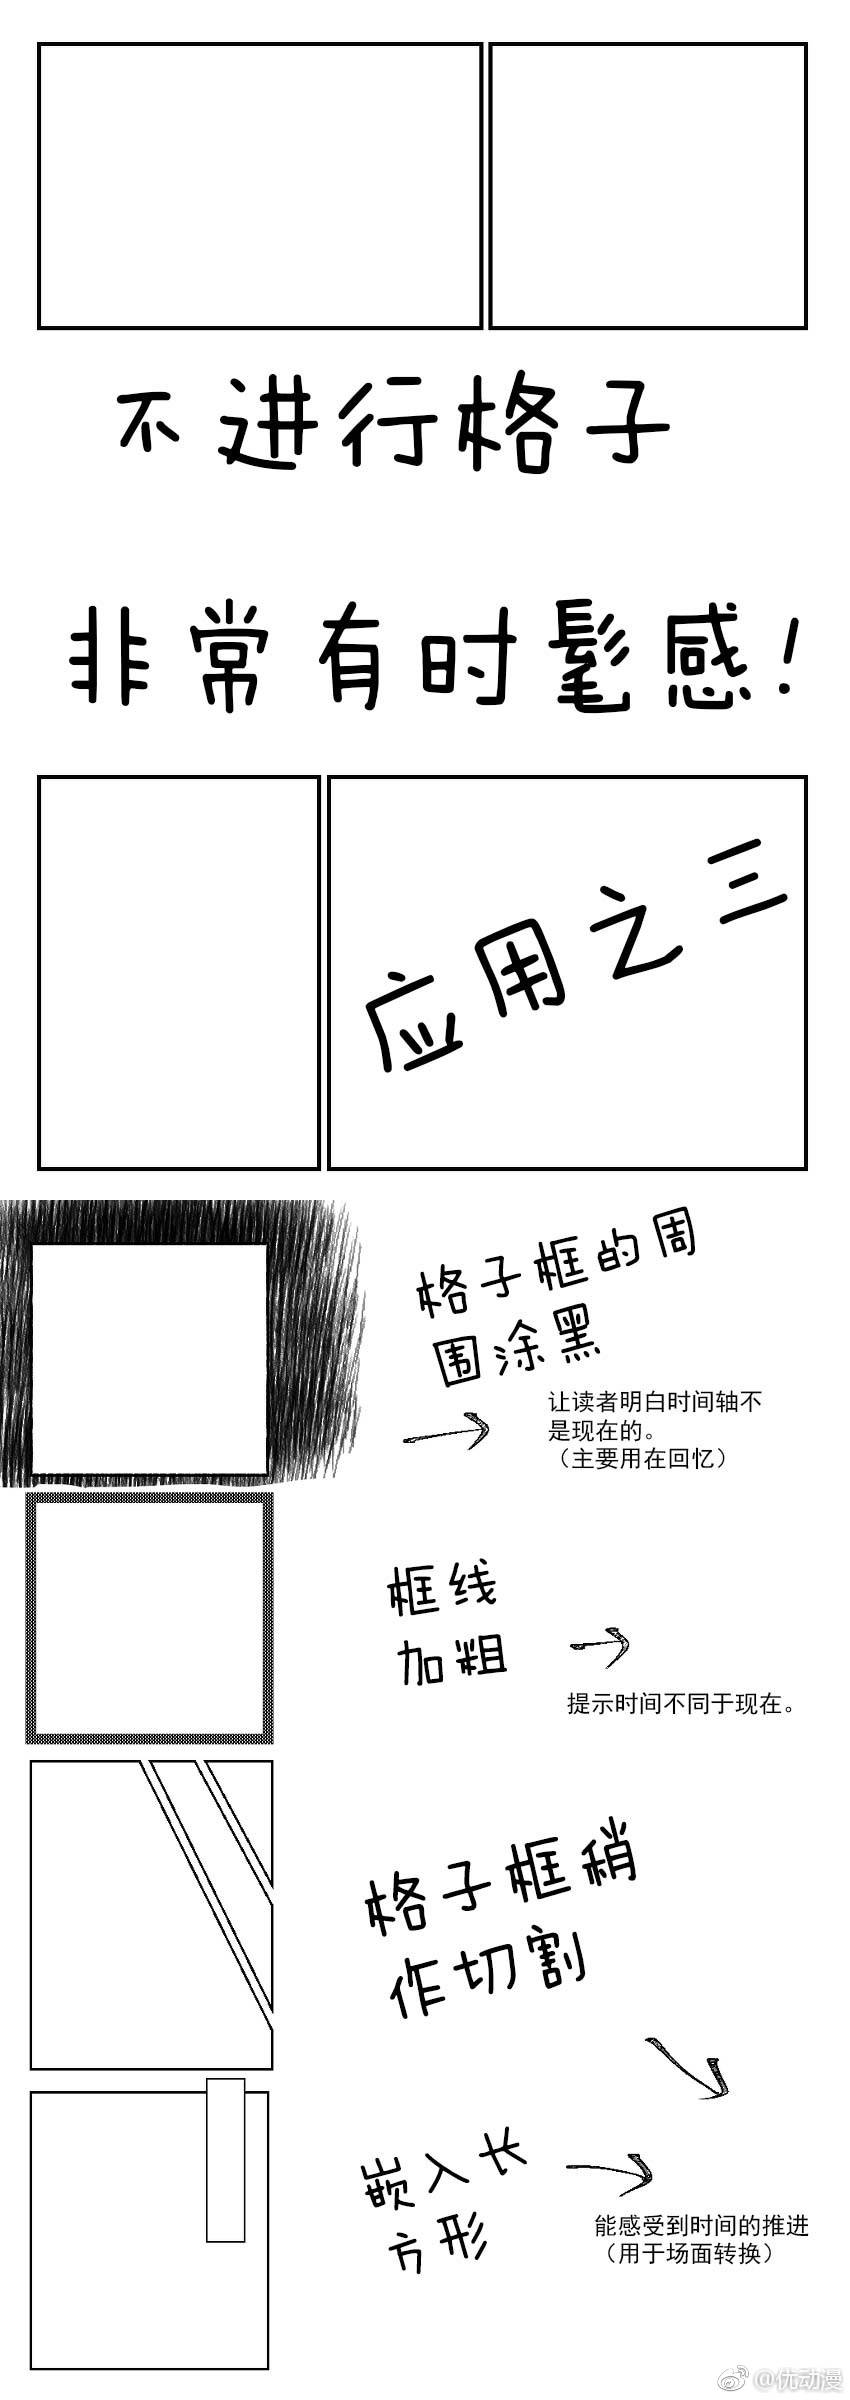 不进行格子
非常有时髦感!
应用之三
格子框的周
围涂黑
让读者明白时间轴不
是现在的。
（主要用在回忆）
框线
加粗
提示时间不同于现在。
格子框稍
作切割
嵌入长
方形
能感受到时间的推进
（用于场面转换）
@优动漫